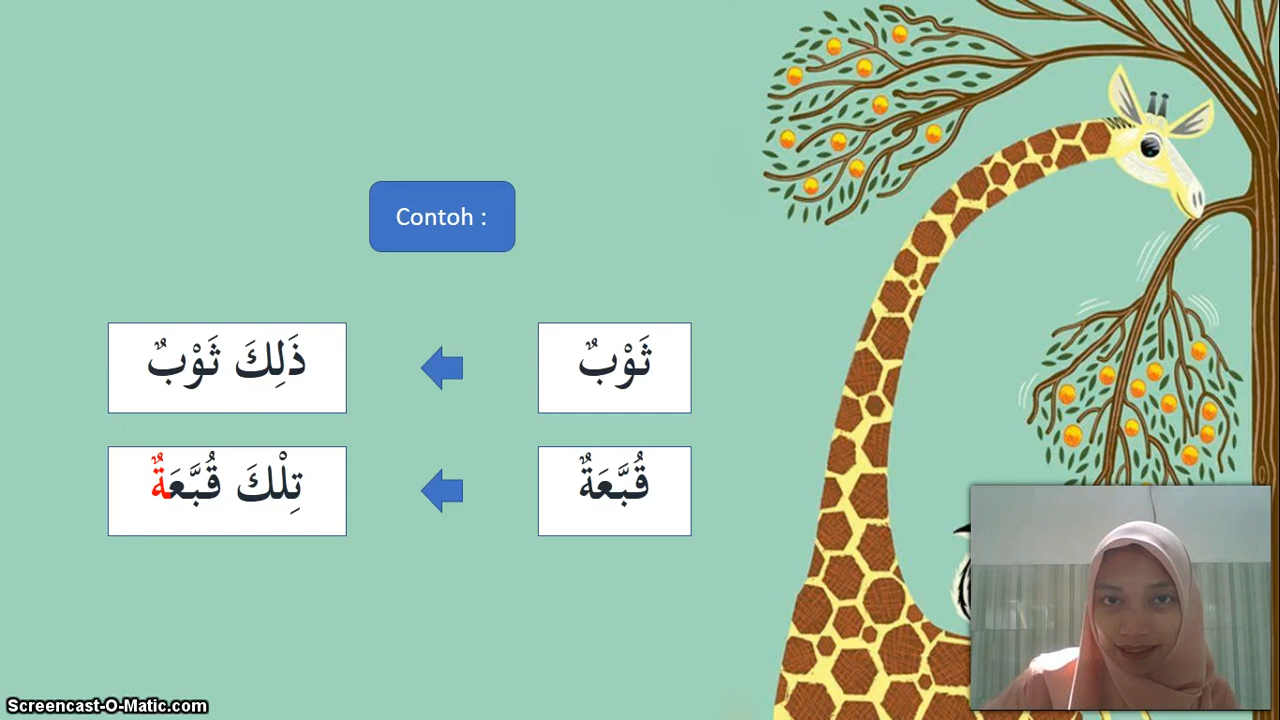 Contoh :
ثَوْبٌ
ذَلِكَ ثَوْبٌ
قُبَّعَةٌ
تِلْكَ قُبَّعَةٌ
Screencast-O-Matic.com